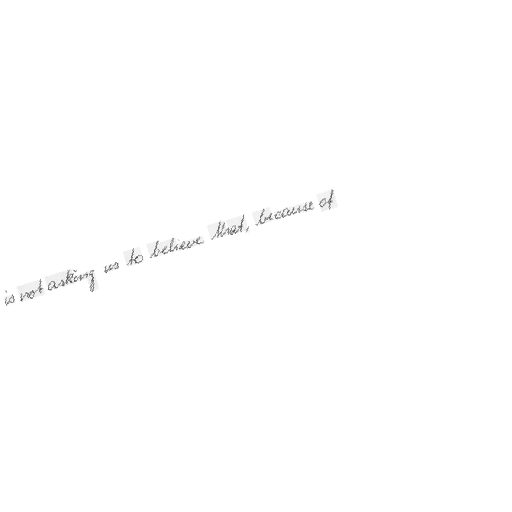 is not asking us to believe that, because of